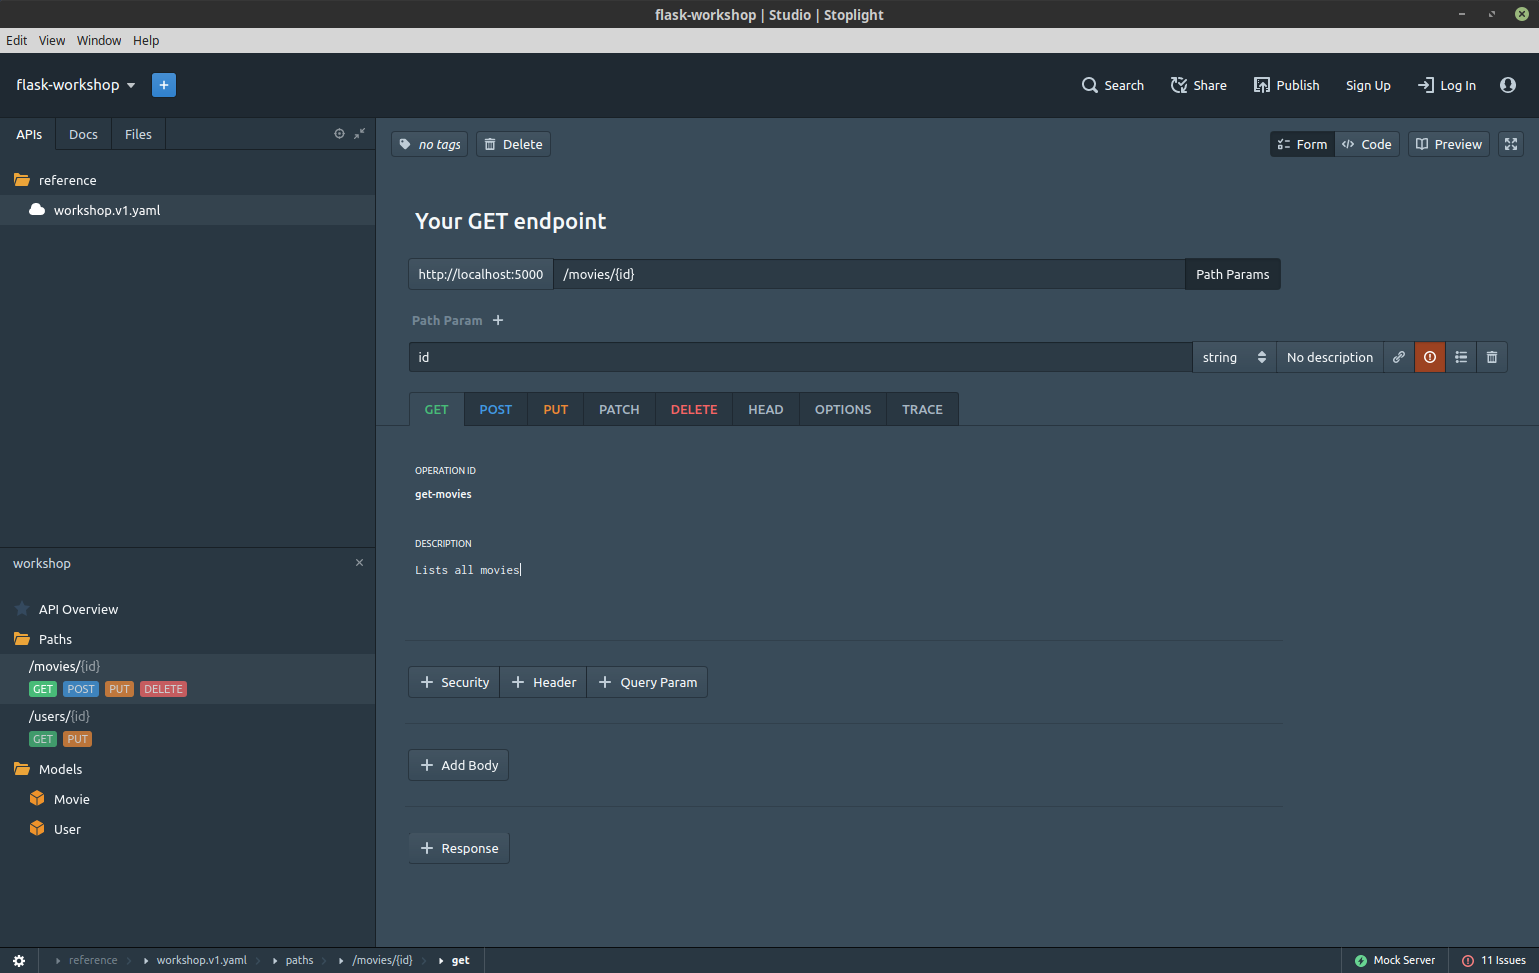 flask-workshop | Studio | Stoplight
Edit View Window Help
flask-workshop
Search Share Publish Sign Up Log In
APIs Docs Files
no tags Delete Form Code Preview
reference
workshop.v1.yaml
Your GET endpoint
http://localhost:5000 /movies/{id} Path Params
Path Param
id string No description
GET POST PUT PATCH DELETE HEAD OPTIONS TRACE
OPERATION ID
get-movies
DESCRIPTION
Lists all movies
workshop
API Overview
Paths
/movies/{id}
GET POST PUT DELETE
/users/{id}
GET PUT
Models
Movie
User
+ Security + Header + Query Param
+ Add Body
+ Response
reference workshop.v1.yaml paths /movies/{id} get
Mock Server 11 Issues